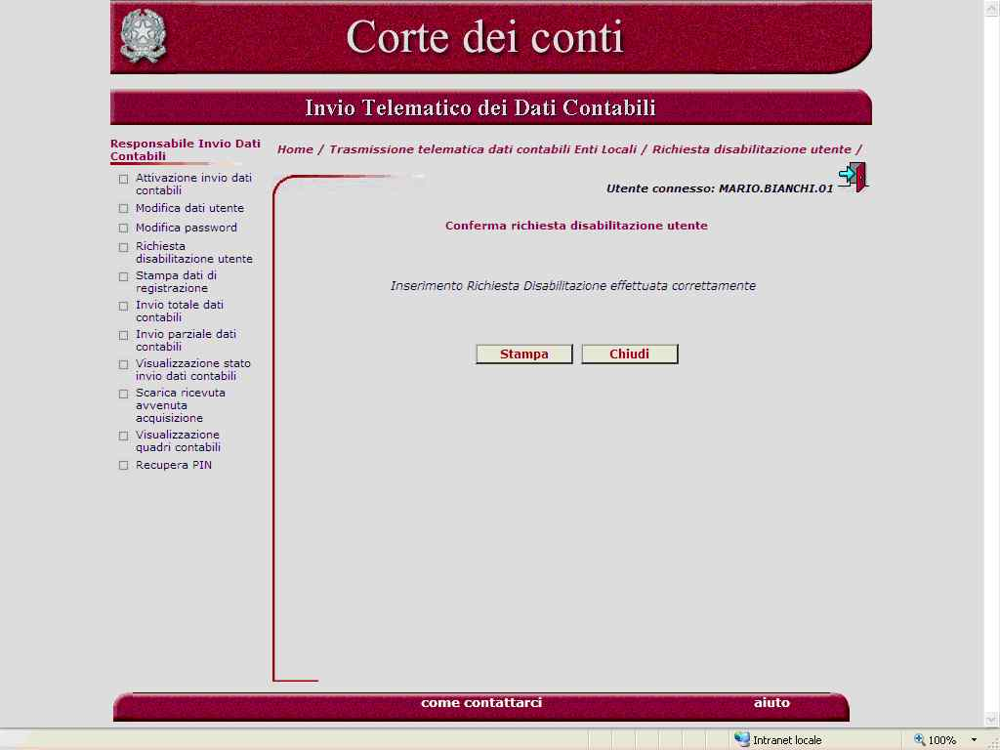 Corte dei conti
Invio Telematico dei Dati Contabili
Responsabile Invio Dati
Contabili
Attivazione invio dati
contabili
Modifica dati utente
Modifica password
Richiesta
disabilitazione utente
Stampa dati di
registrazione
Invio totale dati
contabili
Invio parziale dati
contabili
Visualizzazione stato
invio dati contabili
Scarica ricevuta
avvenuta
acquisizione
Visualizzazione
quadri contabili
Recupera PIN
Home / Trasmissione telematica dati contabili Enti Locali / Richiesta disabilitazione utente /
Utente connesso: MARIO.BIANCHI.01
Conferma richiesta disabilitazione utente
Inserimento Richiesta Disabilitazione effettuata correttamente
Stampa Chiudi
come contattarci aiuto
Intranet locale 100%